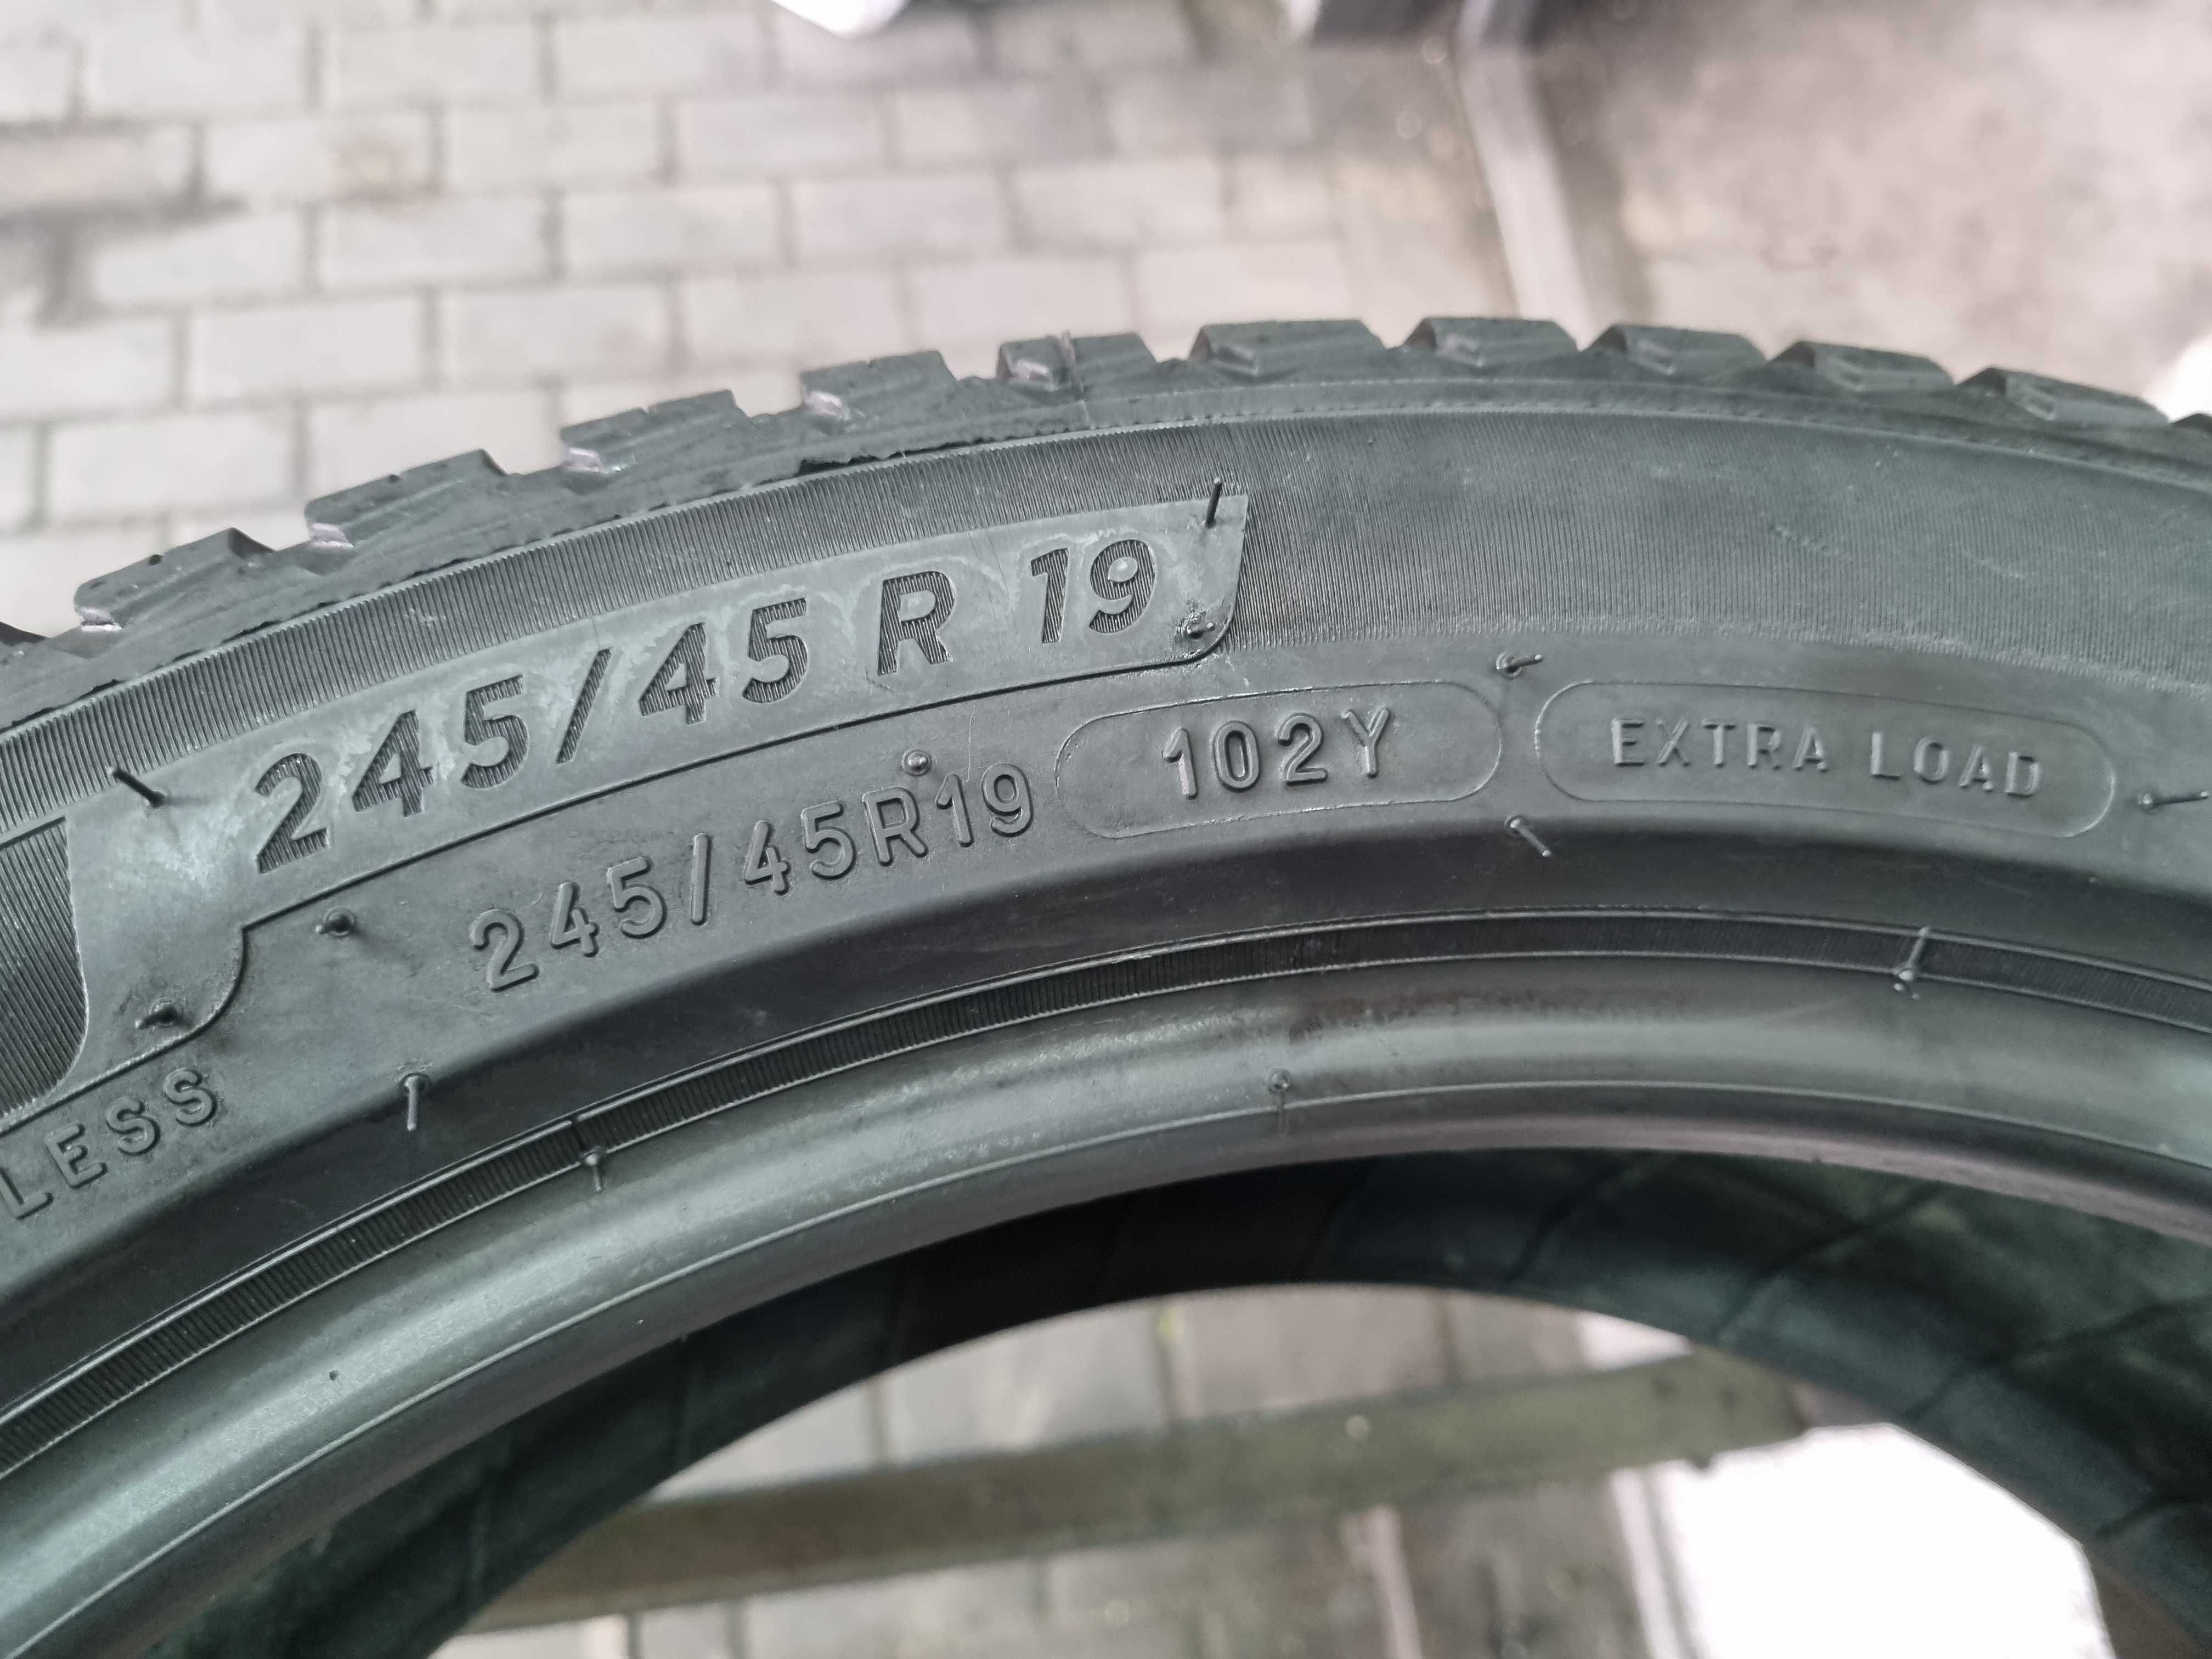 245/45 R 19
245/45R19 102Y EXTRA LOAD
LESS